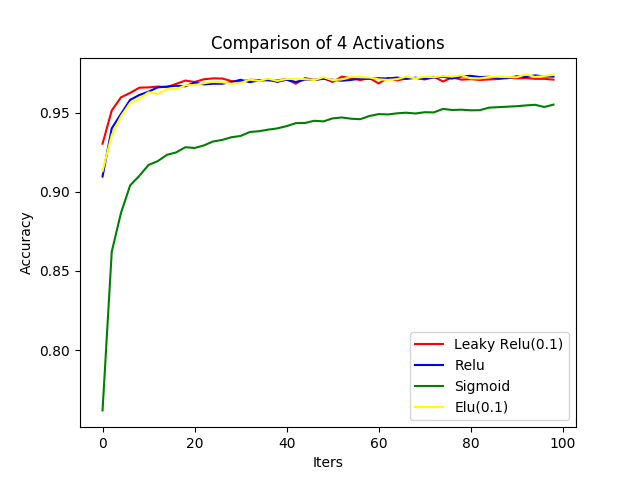 Comparison of 4 Activations
Accuracy
0.95
0.90
0.85
0.80
0 20 40 60 80 100
Iters
Leaky Relu(0.1)
Relu
Sigmoid
Elu(0.1)